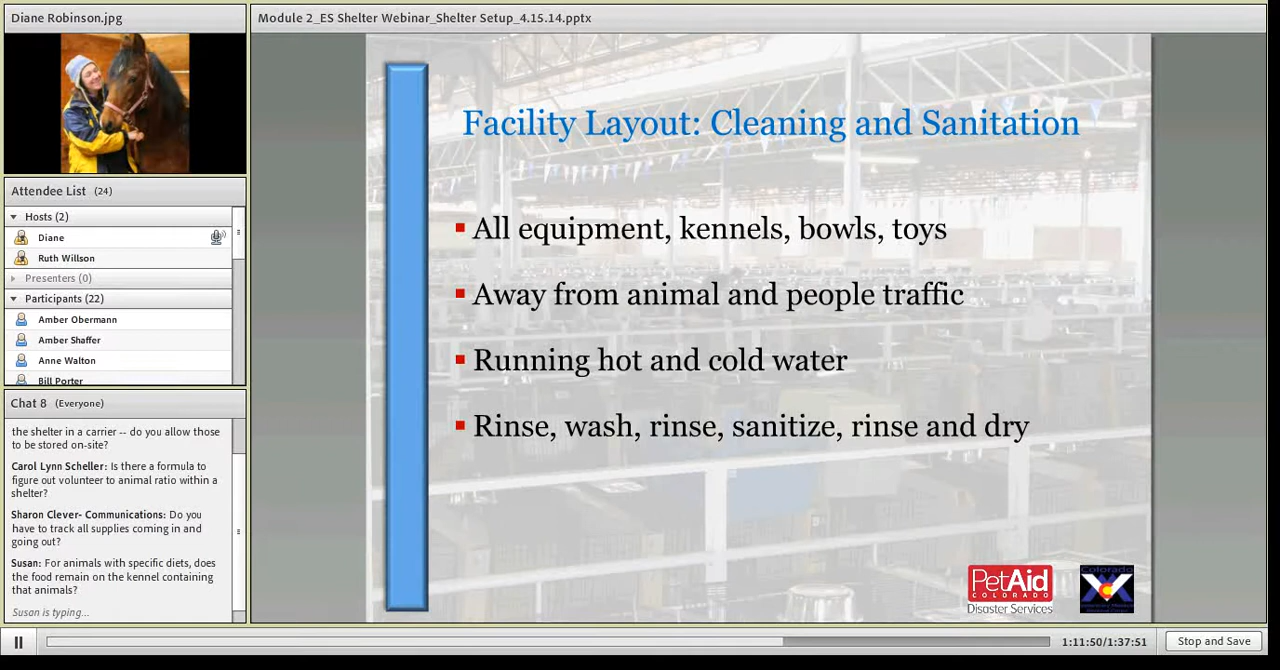 Diane Robinson.jpg
Module 2_ES Shelter Webinar_Shelter Setup_4.15.14.pptx
Attendee List (24)
Hosts (2)
Diane
Ruth Willson
Presenters (0)
Participants (22)
Amber Obermann
Amber Shaffer
Anne Walton
Bill Porter
Chat 8 (Everyone)
the shelter in a carrier -- do you allow those
to be stored on-site?
Carol Lynn Scheller: Is there a formula to
figure out volunteer to animal ratio within a
shelter?
Sharon Clever- Communications: Do you
have to track all supplies coming in and
going out?
Susan: For animals with specific diets, does
the food remain on the kennel containing
that animals?
Susan is typing...
Facility Layout: Cleaning and Sanitation
All equipment, kennels, bowls, toys
Away from animal and people traffic
Running hot and cold water
Rinse, wash, rinse, sanitize, rinse and dry
PetAid
COLORADO
Disaster Services
Colorado
1:11:50/1:37:51
Stop and Save